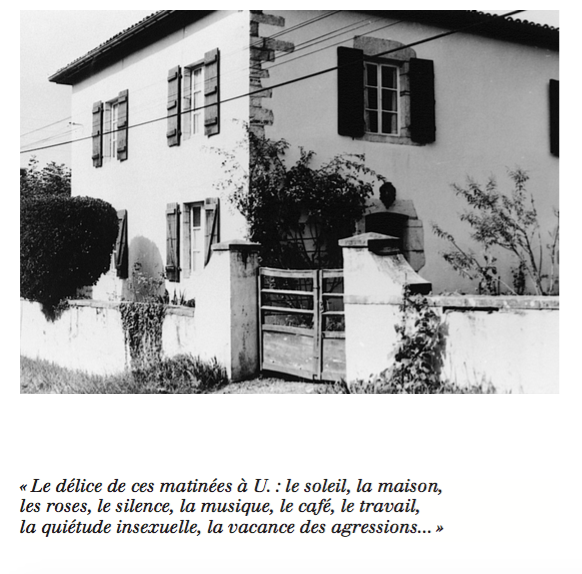 « Le délice de ces matinées à U. : le soleil, la maison,
les roses, le silence, la musique, le café, le travail,
la quiétude insexuelle, la vacance des agressions... »